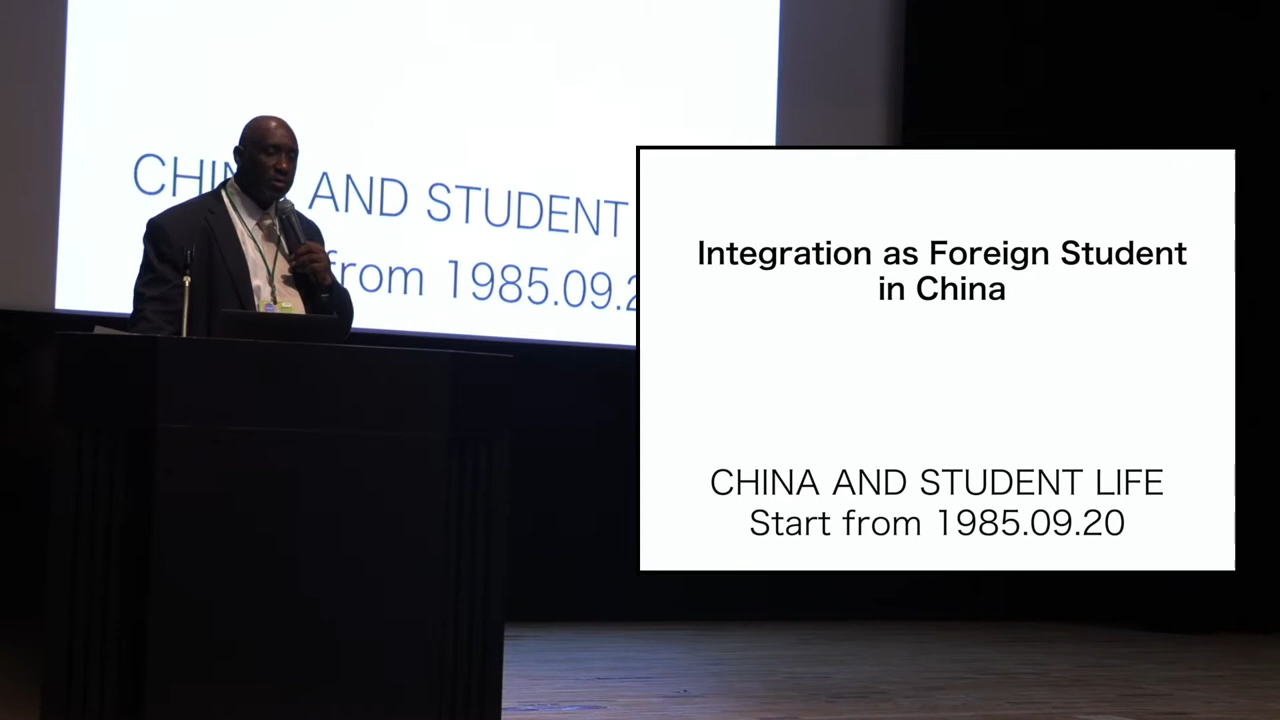 CHINA AND STUDENT
from 1985.09.2
Integration as Foreign Student
in China
CHINA AND STUDENT LIFE
Start from 1985.09.20